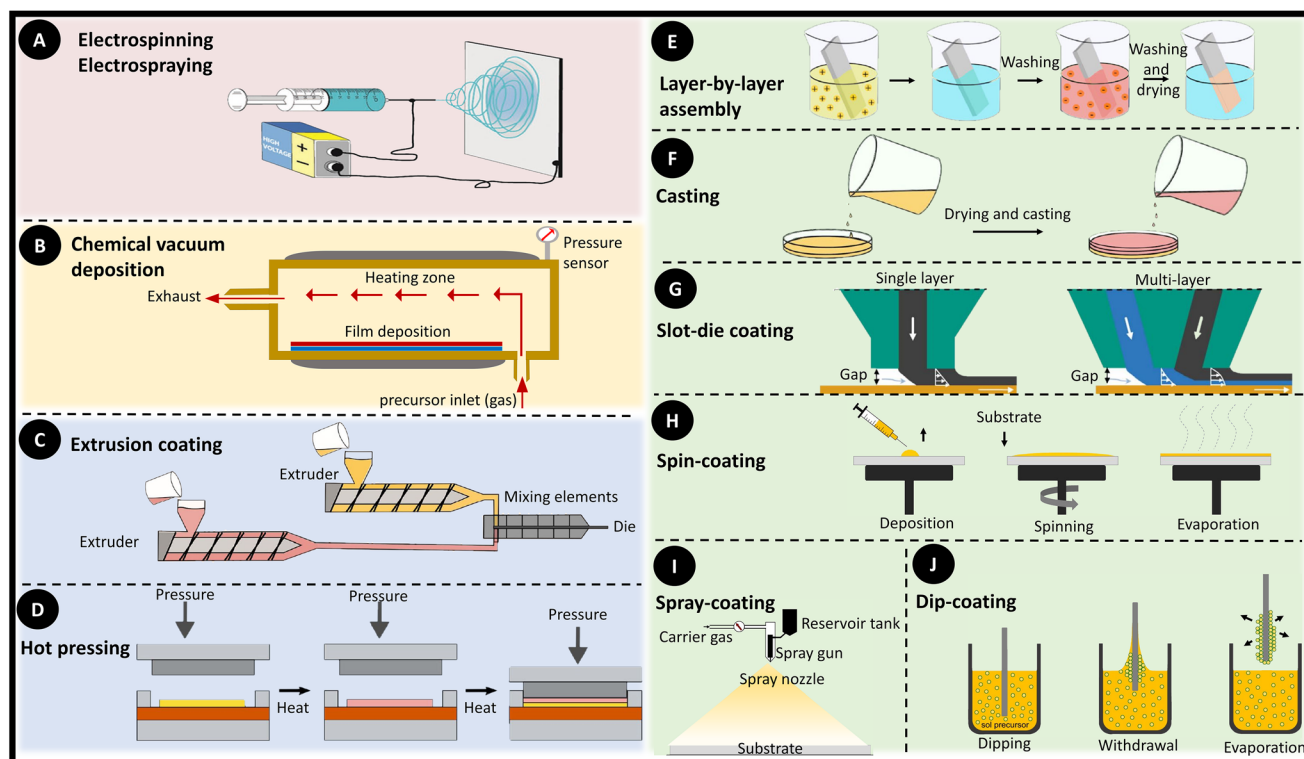 A
Electrospinning
Electrospraying
HIGH
VOLTAGE
+
–
B
Chemical vacuum
deposition
Pressure
sensor
Heating zone
Exhaust
Film deposition
precursor inlet (gas)
C
Extrusion coating
Extruder
Mixing elements
Die
Extruder
D
Hot pressing
Pressure
Pressure
Pressure
Heat
Heat
E
Layer-by-layer
assembly
Washing
Washing
and
drying
F
Casting
Drying and casting
G
Slot-die coating
Single layer
Multi-layer
Gap
Gap
H
Spin-coating
Substrate
Deposition
Spinning
Evaporation
I
Spray-coating
Carrier gas
Reservoir tank
Spray gun
Spray nozzle
Substrate
J
Dip-coating
sol precursor
Dipping
Withdrawal
Evaporation